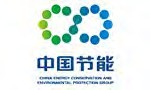 中国节能
CHINA ENERGY CONSERVATION AND
ENVIRONMENTAL PROTECTION GROUP